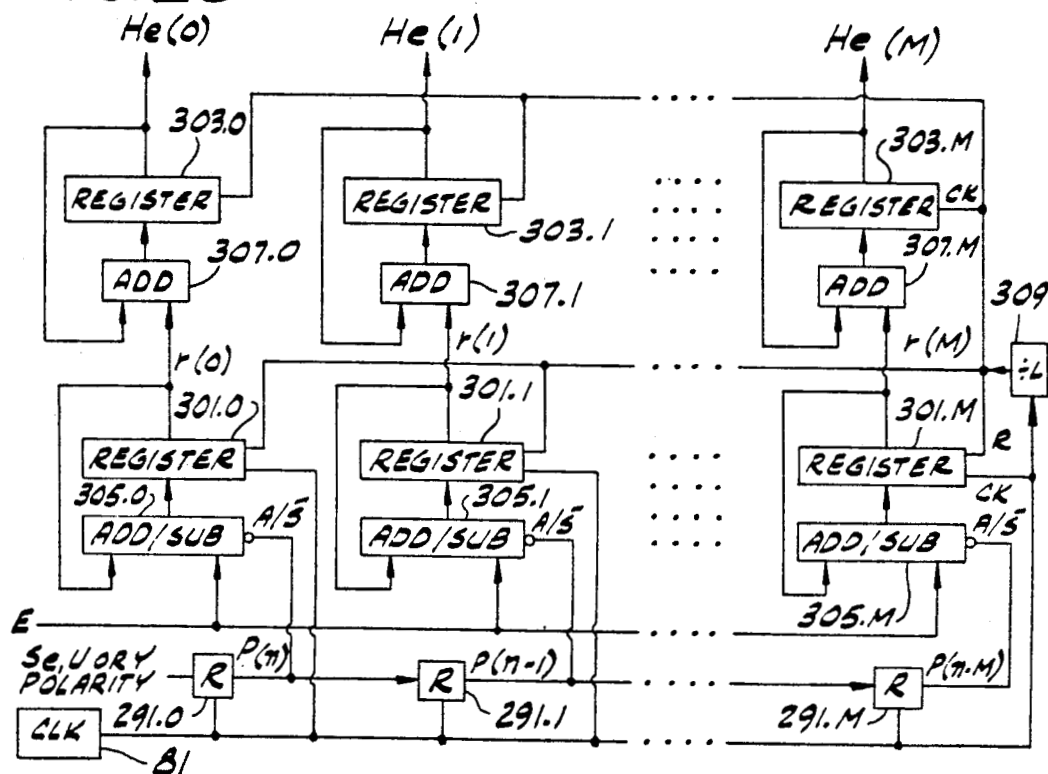 He(0) He(1) He(M)
303.0 303.M
REGISTER REGISTER REGISTER CK
303.1
307.0 307.M
ADD ADD ADD
307.1 309
r(0) r(1) r(M) ÷L
301.0 301.1 301.M
REGISTER REGISTER REGISTER R
CK
305.0 305.1
A/S̄ A/S̄ A/S̄
ADD/SUB ADD/SUB ADD/SUB
305.M
E
Se, U OR Y P(n) P(n-1) P(n-M)
POLARITY R R R
291.0 291.1 291.M
CLK
81